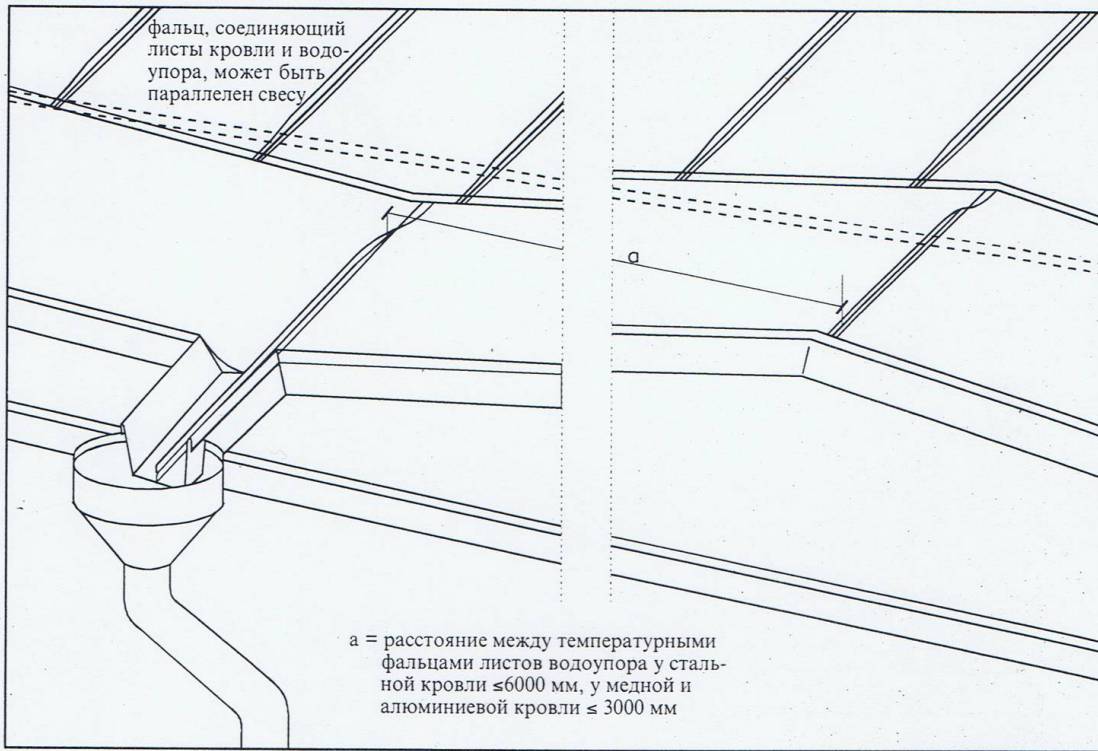 фальц, соединяющий
листы кровли и водо-
упора, может быть
параллелен свесу
a
a = расстояние между температурными
фальцами листов водоупора у сталь-
ной кровли ≤6000 мм, у медной и
алюминиевой кровли ≤ 3000 мм